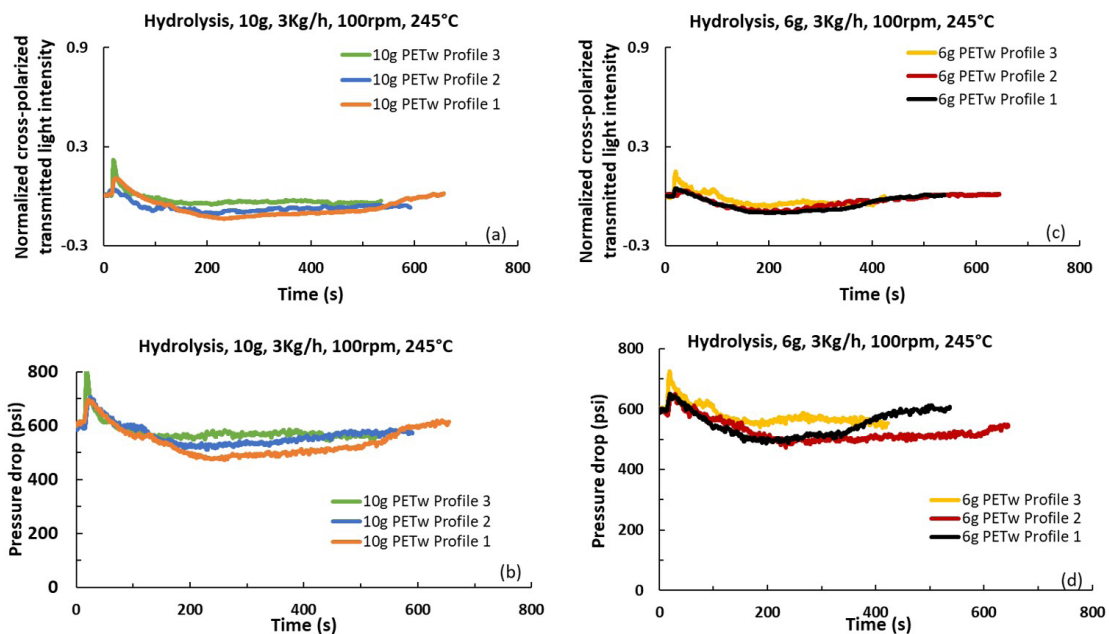 Hydrolysis, 10g, 3Kg/h, 100rpm, 245°C
Normalized cross-polarized
transmitted light intensity
0.9
0.3
-0.3
10g PETw Profile 3
10g PETw Profile 2
10g PETw Profile 1
(a)
0
200
400
600
800
Time (s)
Hydrolysis, 6g, 3Kg/h, 100rpm, 245°C
Normalized cross-polarized
transmitted light intensity
0.9
0.3
-0.3
6g PETw Profile 3
6g PETw Profile 2
6g PETw Profile 1
(c)
0
200
400
600
800
Time (s)
Hydrolysis, 10g, 3Kg/h, 100rpm, 245°C
Pressure drop (psi)
800
600
400
200
0
10g PETw Profile 3
10g PETw Profile 2
10g PETw Profile 1
(b)
0
200
400
600
800
Time (s)
Hydrolysis, 6g, 3Kg/h, 100rpm, 245°C
Pressure drop (psi)
800
600
400
200
0
6g PETw Profile 3
6g PETw Profile 2
6g PETw Profile 1
(d)
0
200
400
600
800
Time (s)